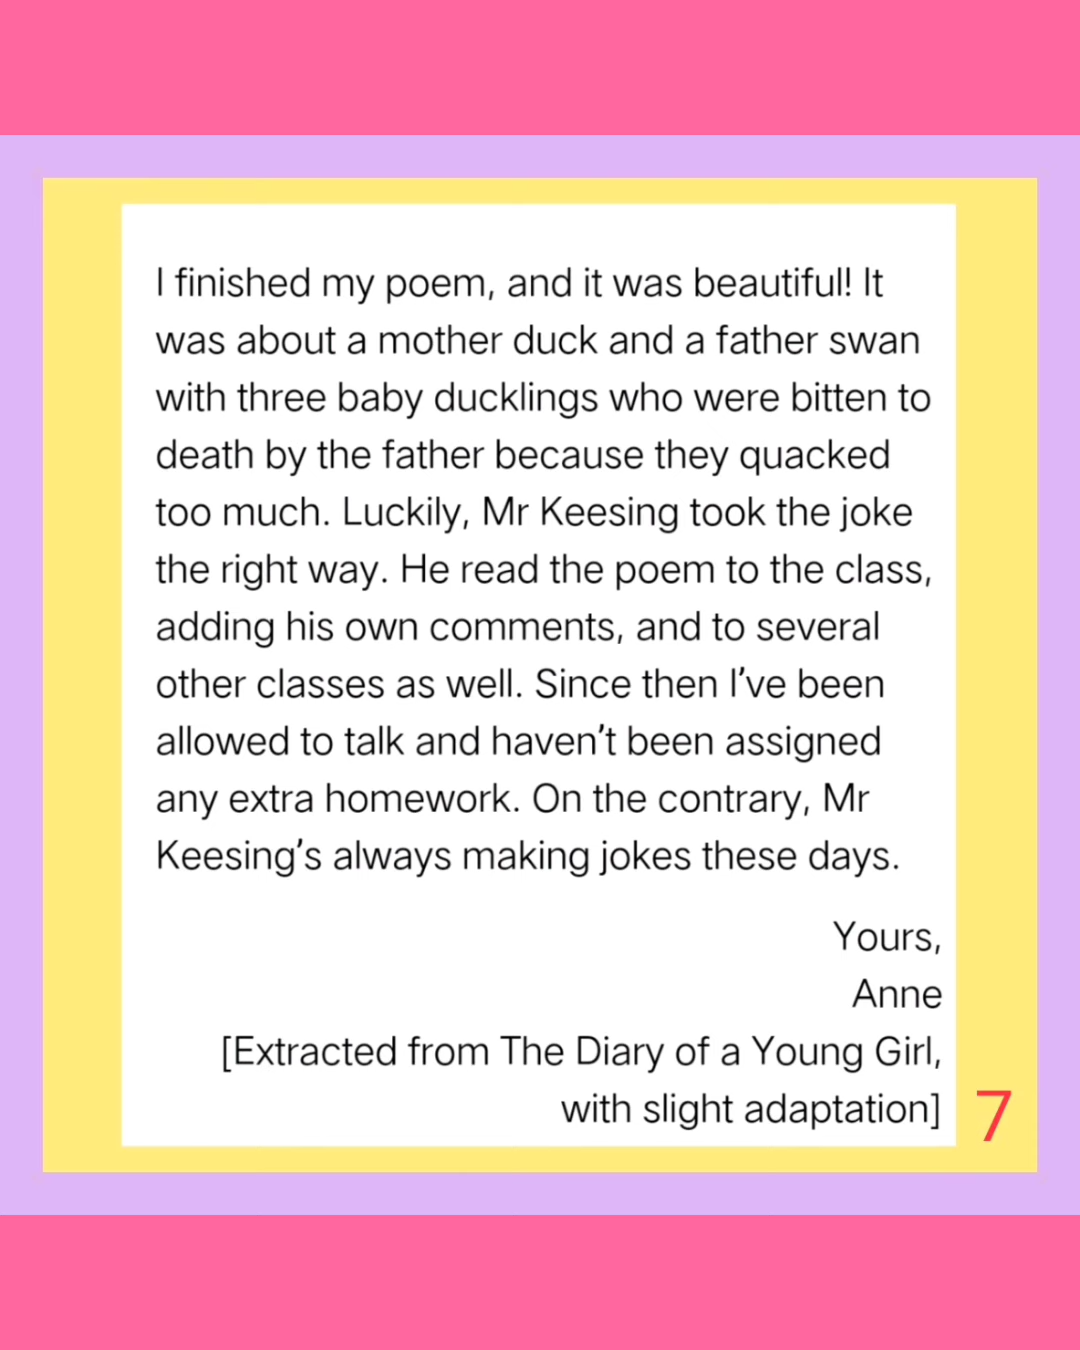 I finished my poem, and it was beautiful! It
was about a mother duck and a father swan
with three baby ducklings who were bitten to
death by the father because they quacked
too much. Luckily, Mr Keesing took the joke
the right way. He read the poem to the class,
adding his own comments, and to several
other classes as well. Since then I’ve been
allowed to talk and haven’t been assigned
any extra homework. On the contrary, Mr
Keesing’s always making jokes these days.
Yours,
Anne
[Extracted from The Diary of a Young Girl,
with slight adaptation]
7